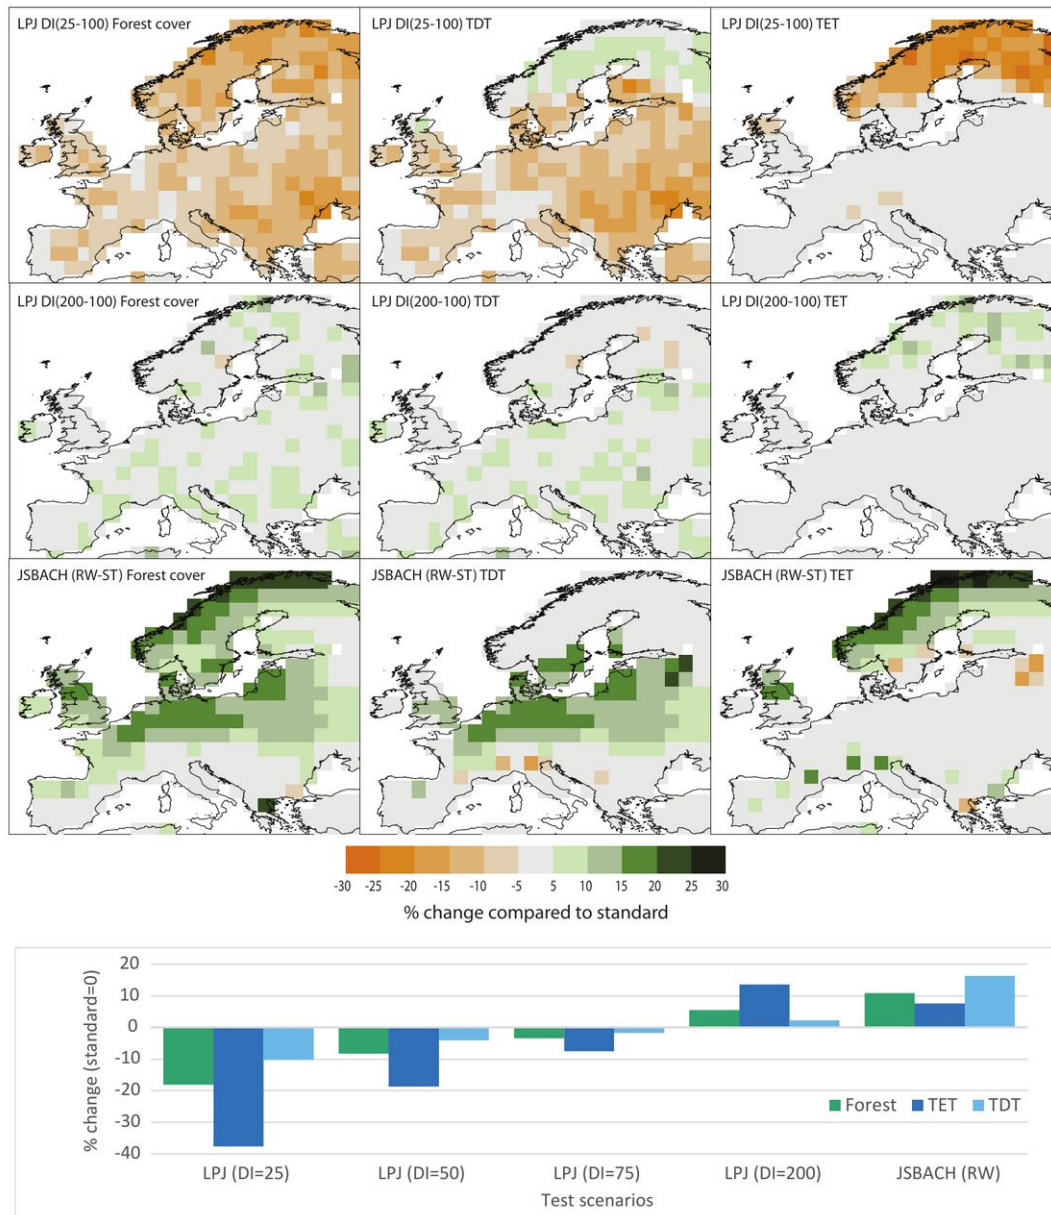 LPJ DI(25-100) Forest cover
LPJ DI(25-100) TDT
LPJ DI(25-100) TET
LPJ DI(200-100) Forest cover
LPJ DI(200-100) TDT
LPJ DI(200-100) TET
JSBACH (RW-ST) Forest cover
JSBACH (RW-ST) TDT
JSBACH (RW-ST) TET
-30 -25 -20 -15 -10 -5 5 10 15 20 25 30
% change compared to standard
% change (standard=0)
20
10
0
-10
-20
-30
-40
Forest TET TDT
LPJ (DI=25) LPJ (DI=50) LPJ (DI=75) LPJ (DI=200) JSBACH (RW)
Test scenarios